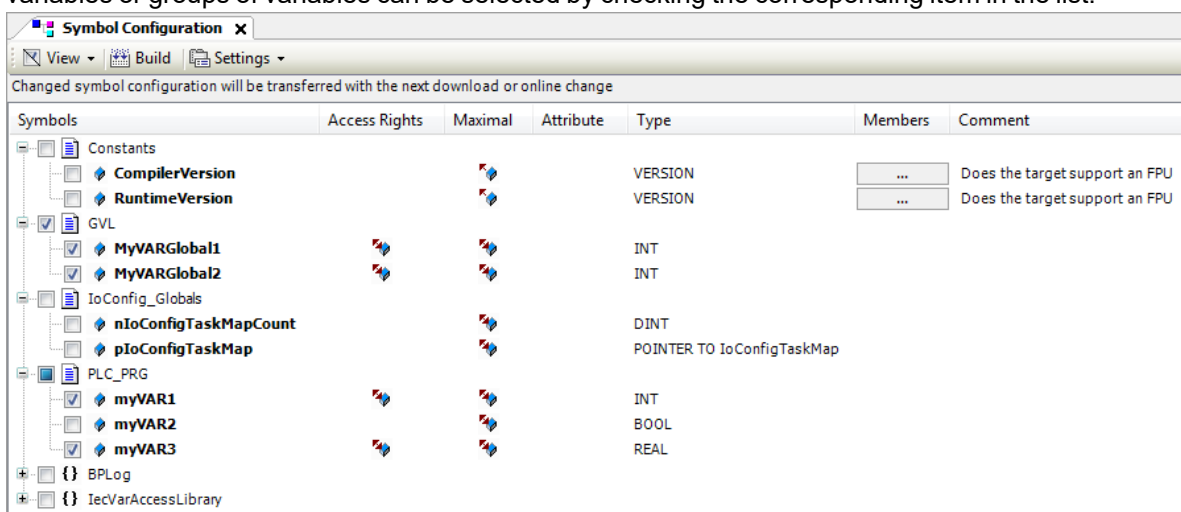 variables or groups of variables can be selected by checking the corresponding item in the list.
Symbol Configuration X
View Build Settings
Changed symbol configuration will be transferred with the next download or online change
Symbols Access Rights Maximal Attribute Type Members Comment
Constants
CompilerVersion VERSION ... Does the target support an FPU
RuntimeVersion VERSION ... Does the target support an FPU
GVL
MyVARGlobal1 INT
MyVARGlobal2 INT
IoConfig_Globals
nIoConfigTaskMapCount DINT
pIoConfigTaskMap POINTER TO IoConfigTaskMap
PLC_PRG
myVAR1 INT
myVAR2 BOOL
myVAR3 REAL
{} BPLog
{} IecVarAccessLibrary